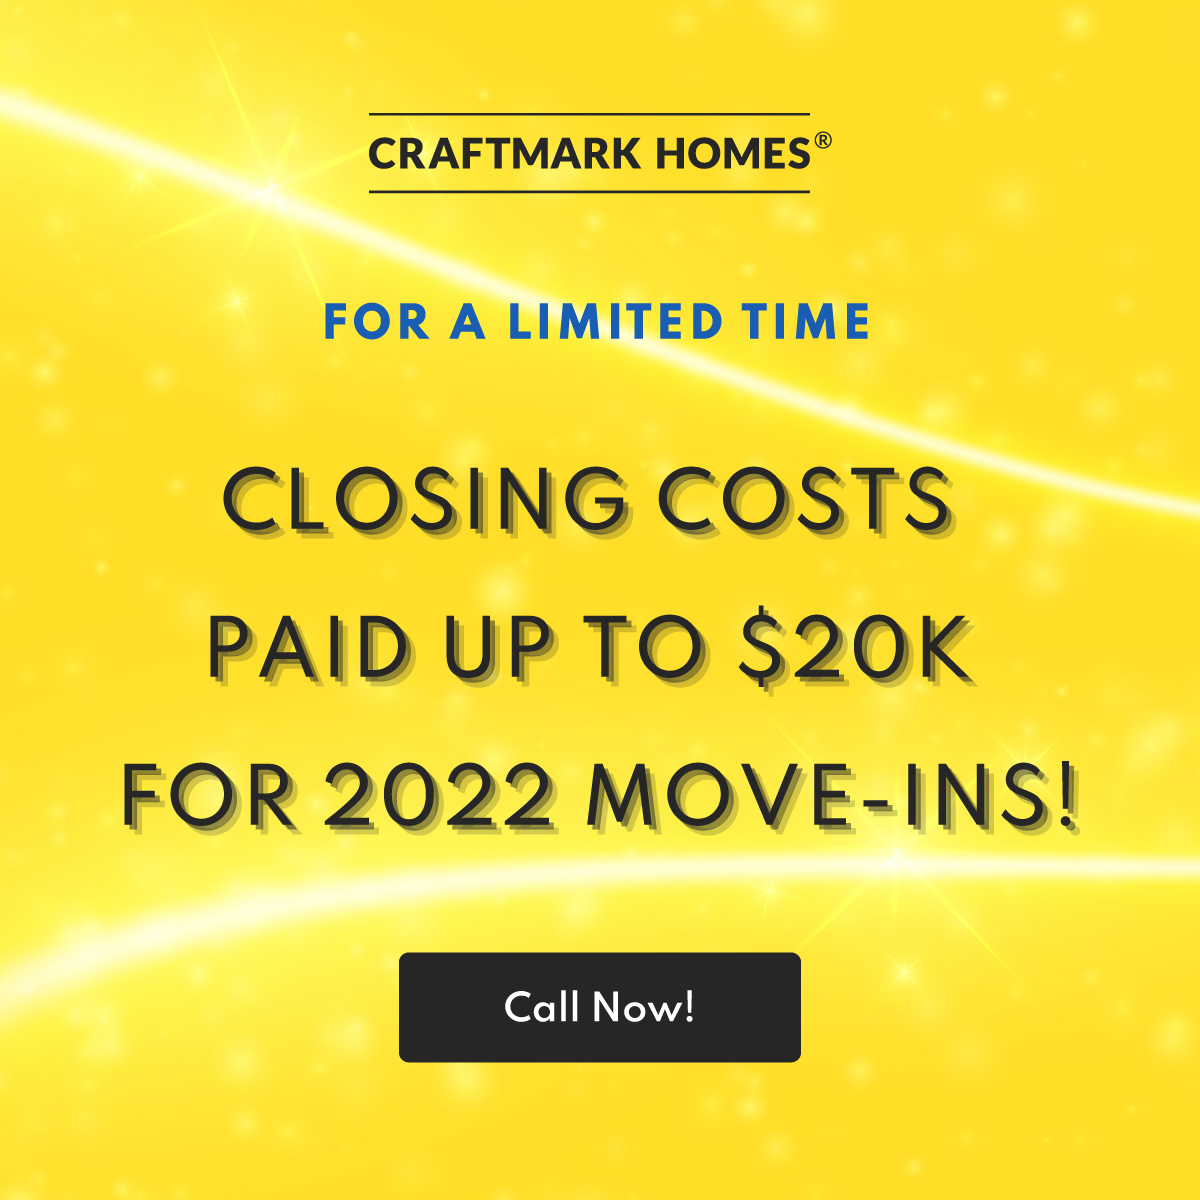 CRAFTMARK HOMES®
FOR A LIMITED TIME
CLOSING COSTS
PAID UP TO $20K
FOR 2022 MOVE-INS!
Call Now!